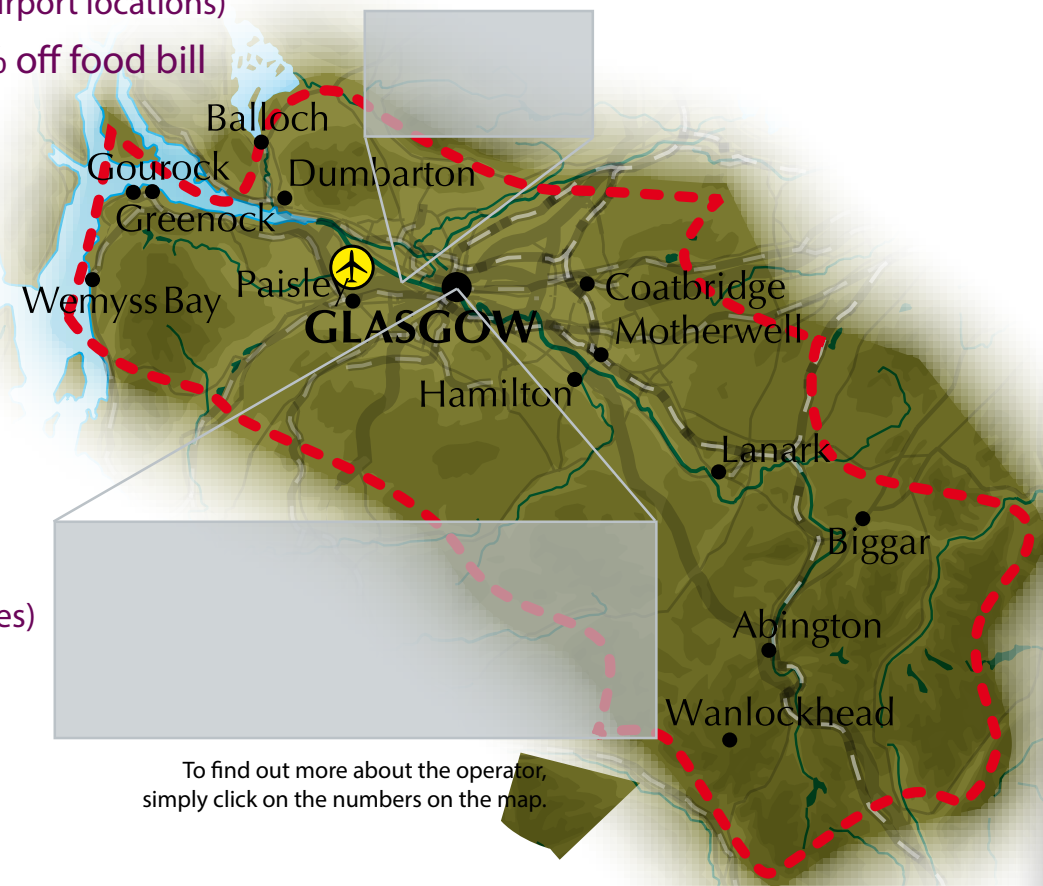 airport locations)
off food bill
Balloch
Gourock
Dumbarton
Greenock
Paisley
Coatbridge
Wemyss Bay
GLASGOW
Motherwell
Hamilton
Lanark
Biggar
es)
Abington
Wanlockhead
To find out more about the operator,
simply click on the numbers on the map.